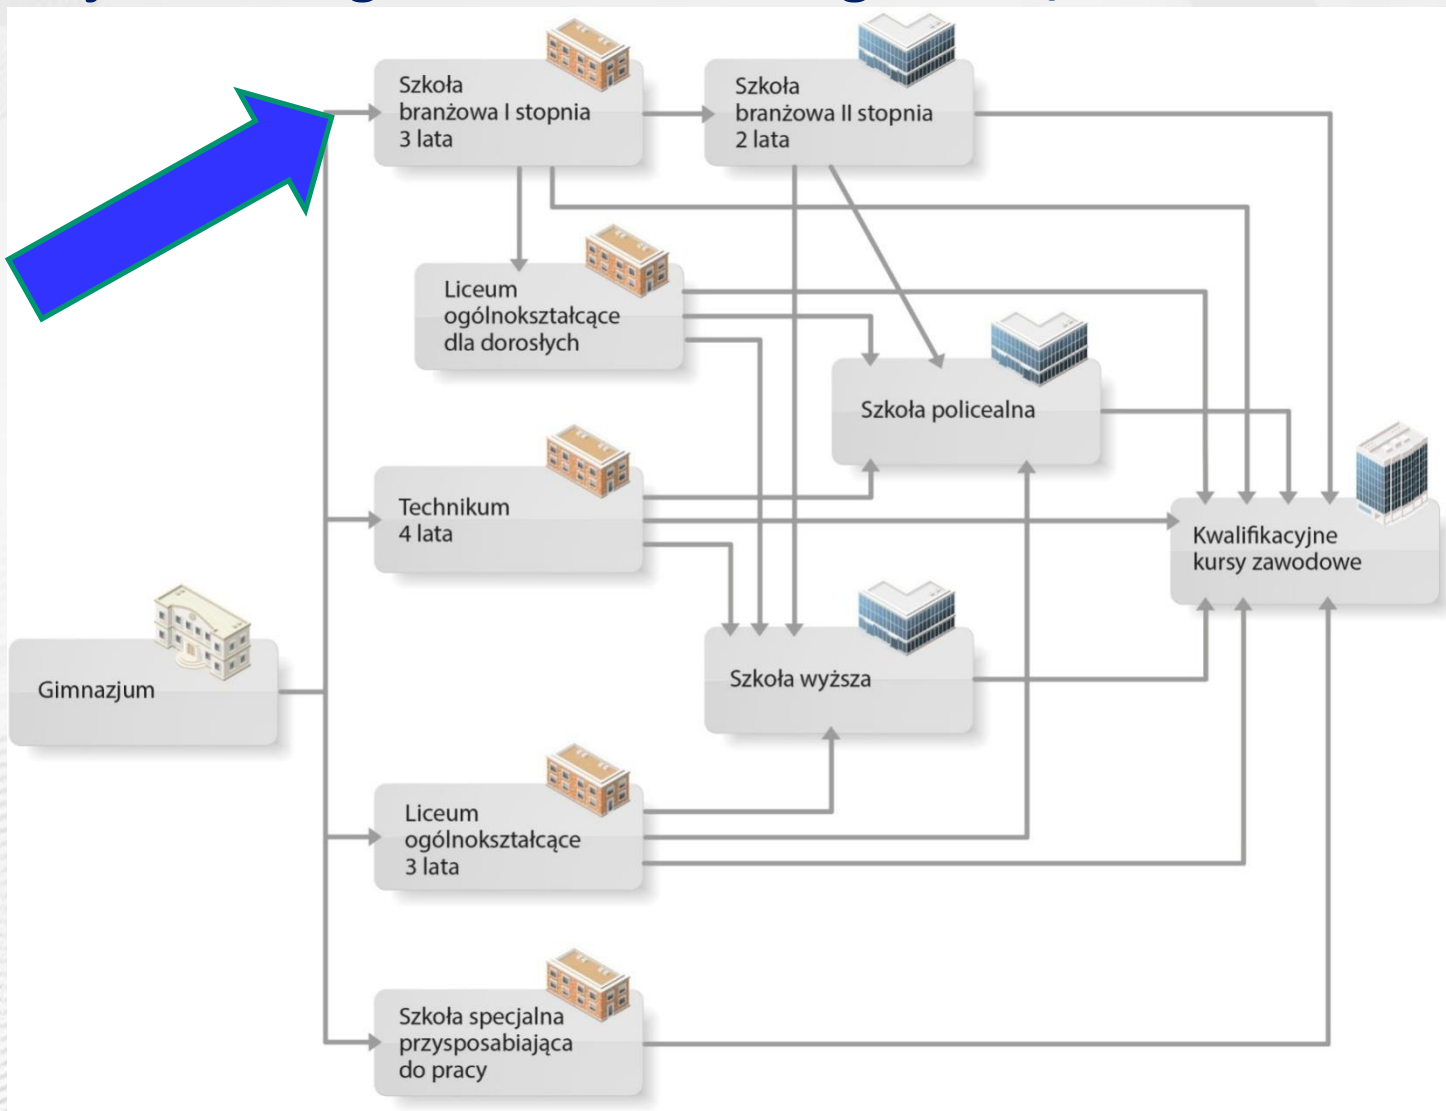 Szkoła
branżowa I stopnia
3 lata
Szkoła
branżowa II stopnia
2 lata
Liceum
ogólnokształcące
dla dorosłych
Szkoła policealna
Technikum
4 lata
Kwalifikacyjne
kursy zawodowe
Gimnazjum
Szkoła wyższa
Liceum
ogólnokształcące
3 lata
Szkoła specjalna
przysposabiająca
do pracy